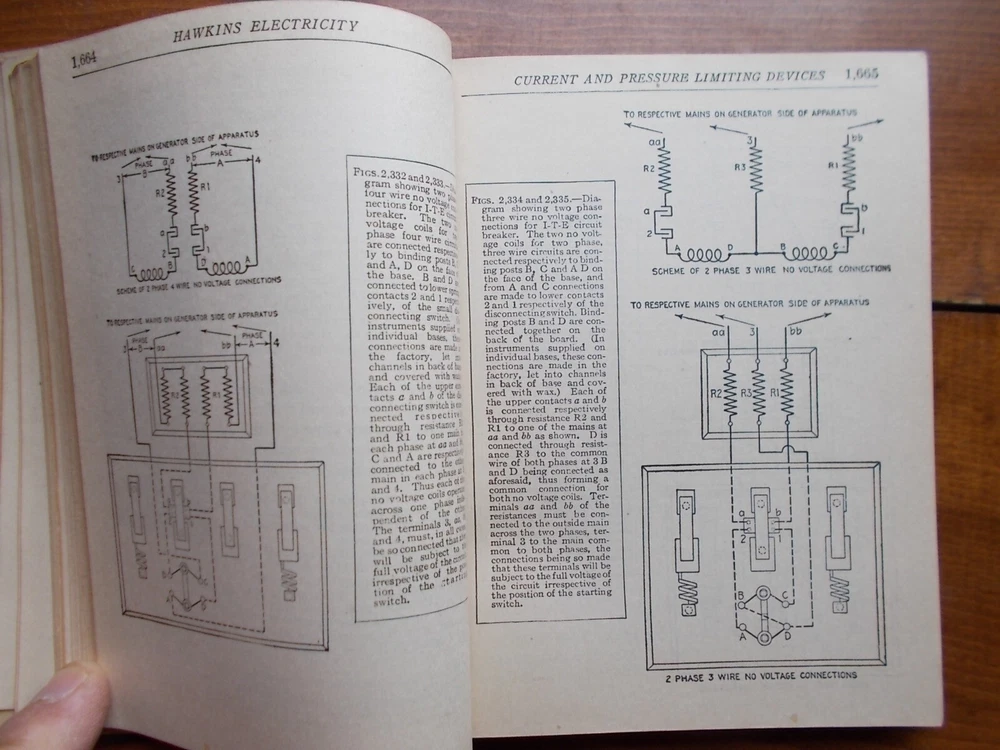 1,664
HAWKINS ELECTRICITY
TO RESPECTIVE MAINS ON GENERATOR SIDE OF APPARATUS
PHASE
B
aa
bb
PHASE
A
3
4
R2
R1
a
b
2
1
C
B
D
A
SCHEME OF 2 PHASE 4 WIRE NO VOLTAGE CONNECTIONS
TO RESPECTIVE MAINS ON GENERATOR SIDE OF APPARATUS
PHASE
B
aa
bb
PHASE
A
4
R2
R1
FIGS. 2,332 and 2,333.—Dia-
gram showing two
four wire no
nections for I-T-E
breaker. The two
voltage coils for
phase four wire
are connected
ly to binding posts B,
and A, D on the face of
the base. B and D
connected to lower
contacts 2 and 1
ively, of the small
connecting switch.
instruments supplied
individual bases,
connections are made
the factory, let
channels in back of
and covered with
Each of the upper
tacts a and b of the
connecting switch is
nected
through resistance
and R1 to one main
each phase at aa and
C and A are
connected to the
main in each phase
and 4. Thus each
no voltage coils
across one phase
pendent of the
The terminals 3, aa,
and 4, must, in all
be so connected that
will be subject to
full voltage of the
irrespective of the
tion of the starting
switch.
CURRENT AND PRESSURE LIMITING DEVICES 1,665
TO RESPECTIVE MAINS ON GENERATOR SIDE OF APPARATUS
aa
3
bb
R2
R3
R1
a
b
2
1
A
D
B
C
SCHEME OF 2 PHASE 3 WIRE NO VOLTAGE CONNECTIONS
FIGS. 2,334 and 2,335.—Dia-
gram showing two phase
three wire no voltage con-
nections for I-T-E circuit
breaker. The two no volt-
age coils for two phase,
three wire circuits are con-
nected respectively to bind-
ing posts B, C and A D on
the face of the base, and
from A and C connections
are made to lower contacts
2 and 1 respectively of the
disconnecting switch. Bind-
ing posts B and D are con-
nected together on the
back of the board. (In
instruments supplied on
individual bases, these con-
nections are made in the
factory, let into channels
in back of base and cov-
ered with wax.) Each of
the upper contacts a and b
is connected respectively
through resistance R2 and
R1 to one of the mains at
aa and bb as shown. D is
connected through resist-
ance R3 to the common
wire of both phases at 3 B
and D being connected as
aforesaid, thus forming a
common connection for
both no voltage coils. Ter-
minals aa and bb of the
resistances must be con-
nected to the outside main
across the two phases, ter-
minal 3 to the main com-
mon to both phases, the
connections being so made
that these terminals will be
subject to the full voltage of
the circuit irrespective of
the position of the starting
switch.
TO RESPECTIVE MAINS ON GENERATOR SIDE OF APPARATUS
aa
3
bb
R2
R3
R1
a
b
2
1
B
C
A
D
2 PHASE 3 WIRE NO VOLTAGE CONNECTIONS